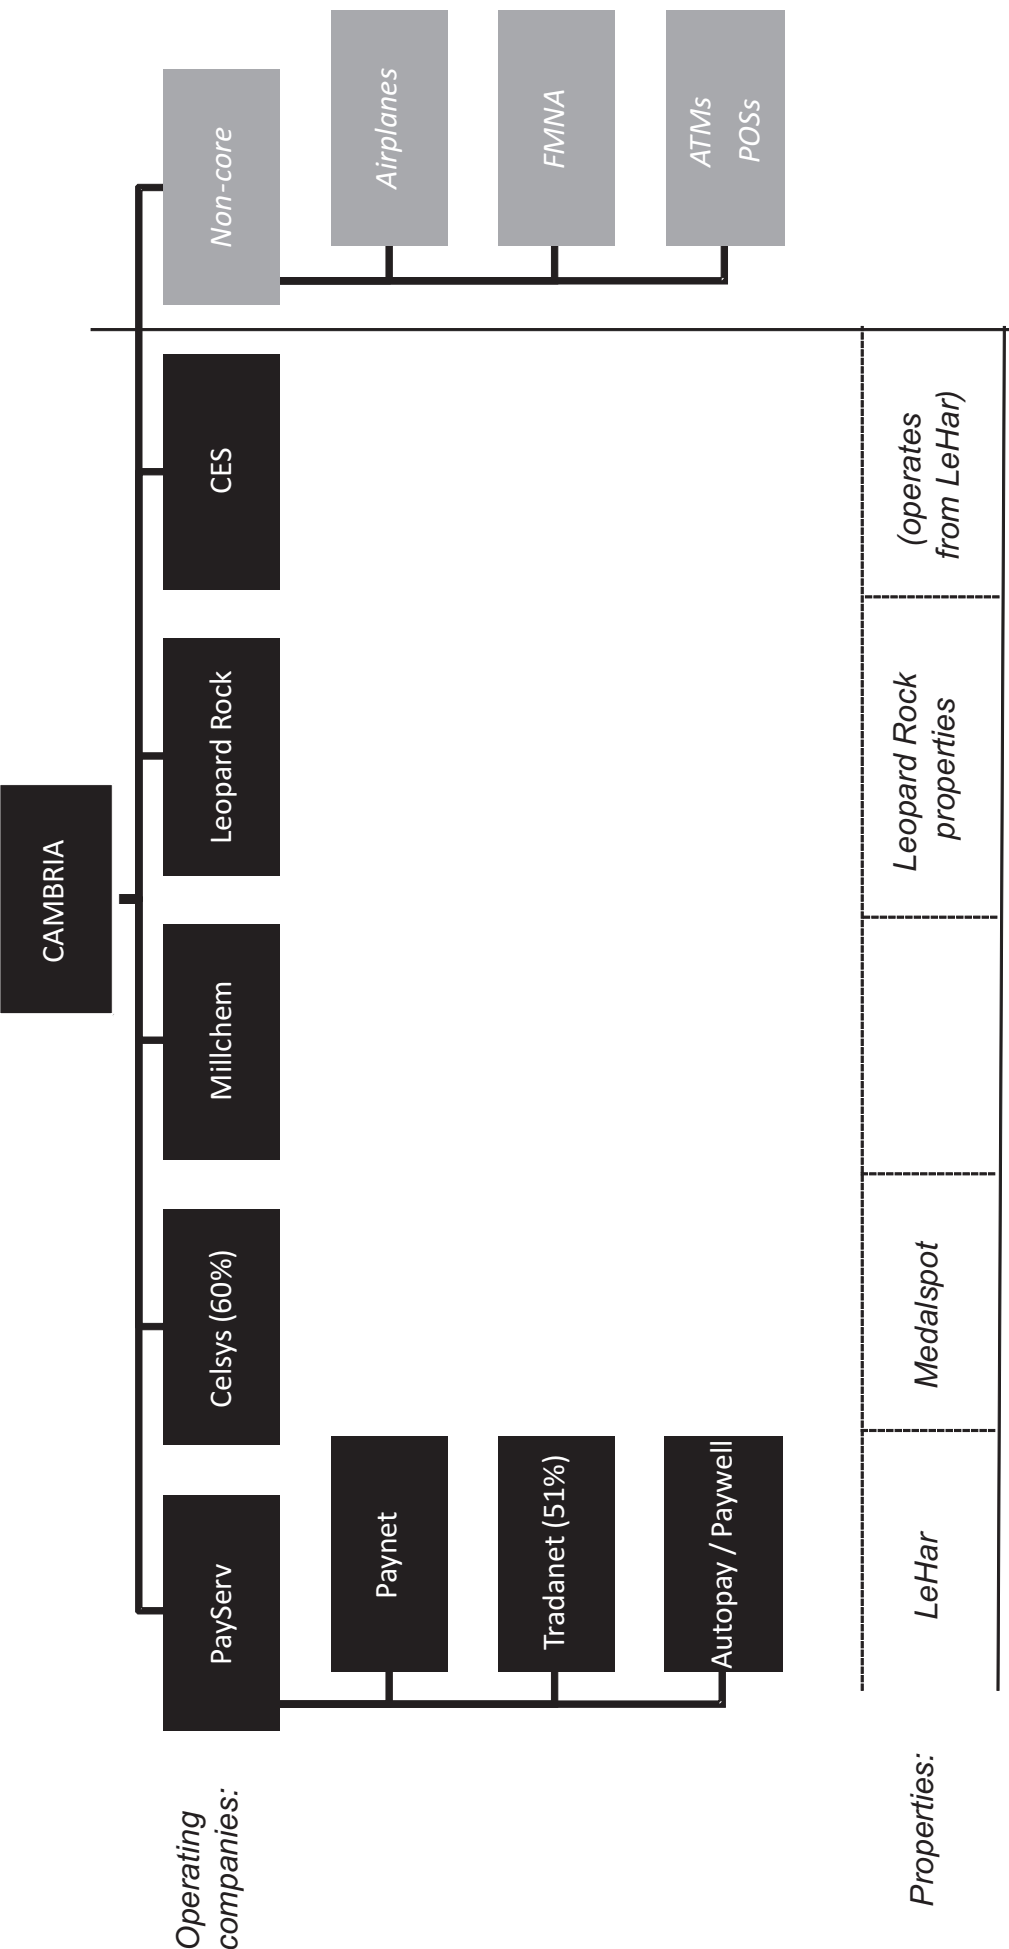 CAMBRIA
Operating
companies:
PayServ
Celsys (60%)
Millchem
Leopard Rock
CES
Non-core
Paynet
Airplanes
Tradanet (51%)
FMNA
Autopay / Paywell
ATMs
POSs
Properties:
LeHar
Medalspot
Leopard Rock
properties
(operates
from LeHar)